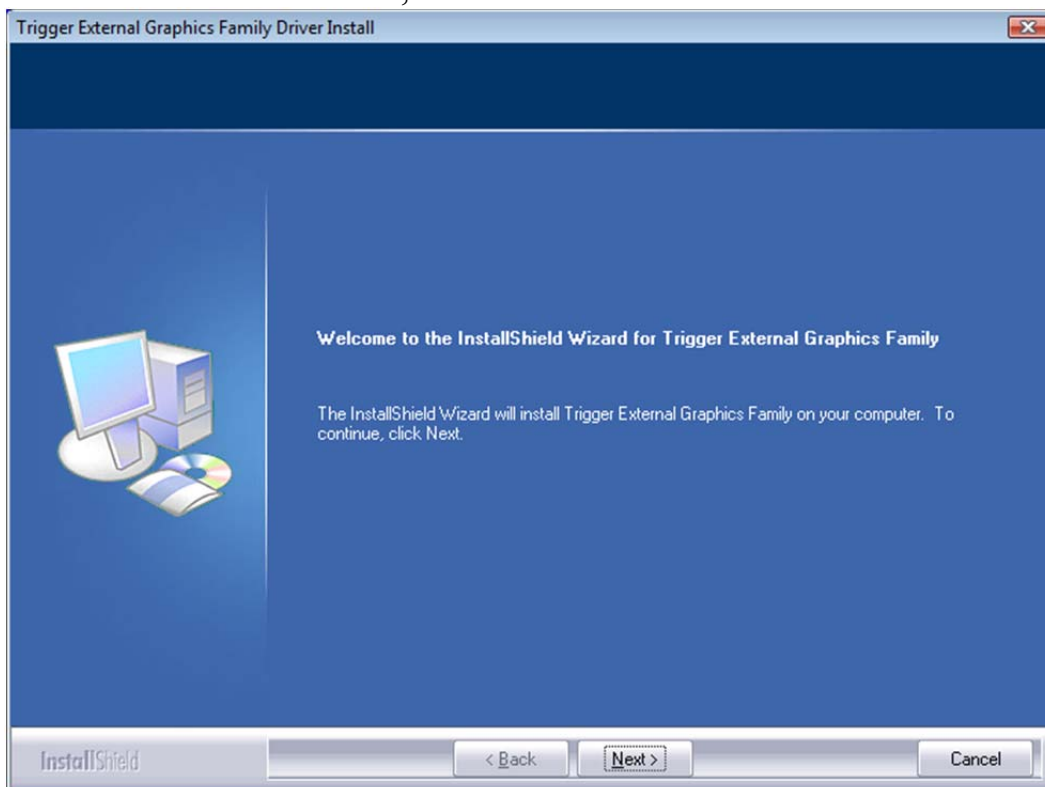 Trigger External Graphics Family Driver Install
Welcome to the InstallShield Wizard for Trigger External Graphics Family
The InstallShield Wizard will install Trigger External Graphics Family on your computer.  To
continue, click Next.
InstallShield
< Back
Next >
Cancel